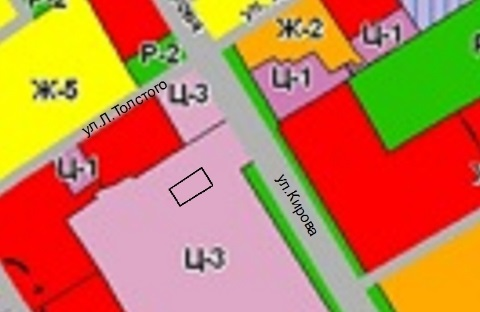 Р-2
Ж-2
Ц-1
Р-2
Ж-5
Ц-1
Ц-3
ул.Л.Толстого
Ц-1
ул.Кирова
Ц-3